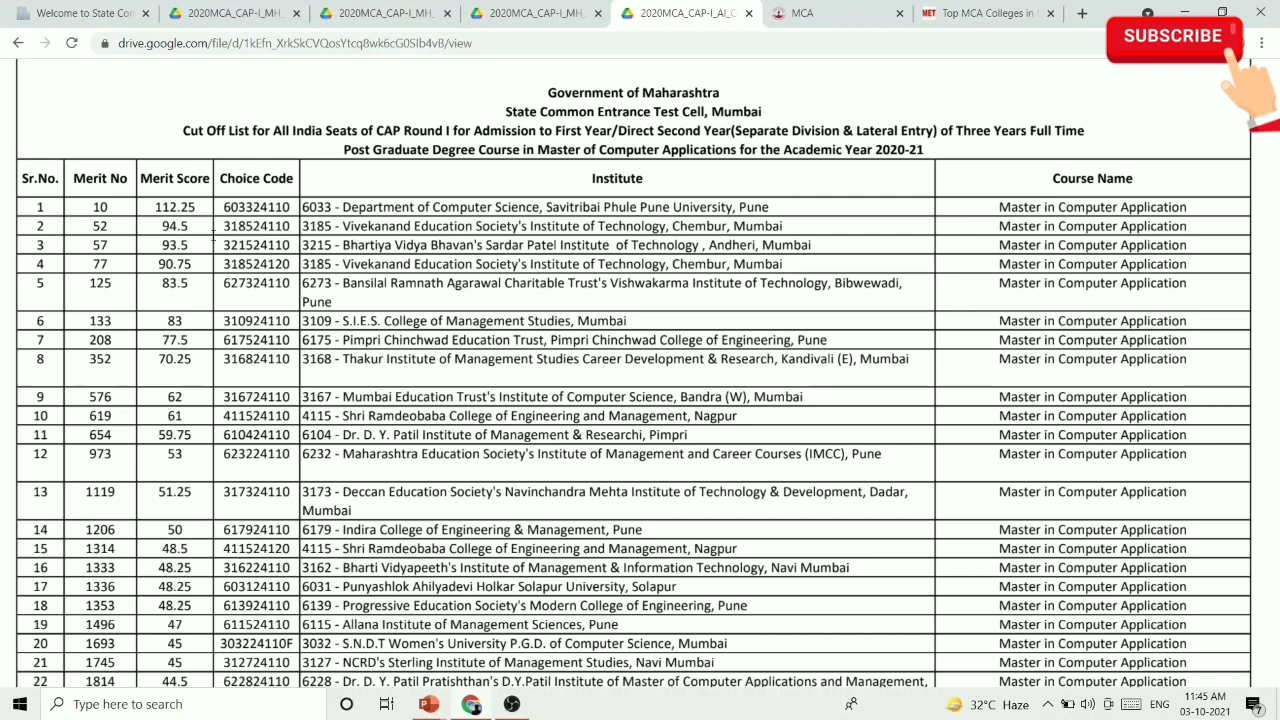 Welcome to State Com
2020MCA_CAP-I_MH_
2020MCA_CAP-I_MH_
2020MCA_CAP-I_MH_
2020MCA_CAP-I_AI_C
MCA
MET Top MCA Colleges in
drive.google.com/file/d/1kEfn_XrkSkCVQosYtcq8wk6cG0Slb4vB/view
SUBSCRIBE
Government of Maharashtra
State Common Entrance Test Cell, Mumbai
Cut Off List for All India Seats of CAP Round I for Admission to First Year/Direct Second Year(Separate Division & Lateral Entry) of Three Years Full Time
Post Graduate Degree Course in Master of Computer Applications for the Academic Year 2020-21
Sr.No. Merit No Merit Score Choice Code Institute Course Name
1 10 112.25 603324110 6033 - Department of Computer Science, Savitribai Phule Pune University, Pune Master in Computer Application
2 52 94.5 318524110 3185 - Vivekanand Education Society's Institute of Technology, Chembur, Mumbai Master in Computer Application
3 57 93.5 321524110 3215 - Bhartiya Vidya Bhavan's Sardar Patel Institute of Technology , Andheri, Mumbai Master in Computer Application
4 77 90.75 318524120 3185 - Vivekanand Education Society's Institute of Technology, Chembur, Mumbai Master in Computer Application
5 125 83.5 627324110 6273 - Bansilal Ramnath Agarawal Charitable Trust's Vishwakarma Institute of Technology, Bibwewadi, Master in Computer Application
Pune
6 133 83 310924110 3109 - S.I.E.S. College of Management Studies, Mumbai Master in Computer Application
7 208 77.5 617524110 6175 - Pimpri Chinchwad Education Trust, Pimpri Chinchwad College of Engineering, Pune Master in Computer Application
8 352 70.25 316824110 3168 - Thakur Institute of Management Studies Career Development & Research, Kandivali (E), Mumbai Master in Computer Application
9 576 62 316724110 3167 - Mumbai Education Trust's Institute of Computer Science, Bandra (W), Mumbai Master in Computer Application
10 619 61 411524110 4115 - Shri Ramdeobaba College of Engineering and Management, Nagpur Master in Computer Application
11 654 59.75 610424110 6104 - Dr. D. Y. Patil Institute of Management & Researchi, Pimpri Master in Computer Application
12 973 53 623224110 6232 - Maharashtra Education Society's Institute of Management and Career Courses (IMCC), Pune Master in Computer Application
13 1119 51.25 317324110 3173 - Deccan Education Society's Navinchandra Mehta Institute of Technology & Development, Dadar, Master in Computer Application
Mumbai
14 1206 50 617924110 6179 - Indira College of Engineering & Management, Pune Master in Computer Application
15 1314 48.5 411524120 4115 - Shri Ramdeobaba College of Engineering and Management, Nagpur Master in Computer Application
16 1333 48.25 316224110 3162 - Bharti Vidyapeeth's Institute of Management & Information Technology, Navi Mumbai Master in Computer Application
17 1336 48.25 603124110 6031 - Punyashlok Ahilyadevi Holkar Solapur University, Solapur Master in Computer Application
18 1353 48.25 613924110 6139 - Progressive Education Society's Modern College of Engineering, Pune Master in Computer Application
19 1496 47 611524110 6115 - Allana Institute of Management Sciences, Pune Master in Computer Application
20 1693 45 303224110F 3032 - S.N.D.T Women's University P.G.D. of Computer Science, Mumbai Master in Computer Application
21 1745 45 312724110 3127 - NCRD's Sterling Institute of Management Studies, Navi Mumbai Master in Computer Application
22 1814 44.5 622824110 6228 - Dr. D. Y. Patil Pratishthan's D.Y.Patil Institute of Master of Computer Applications and Management, Master in Computer Application
Type here to search
32°C Haze
ENG
11:45 AM
03-10-2021
7